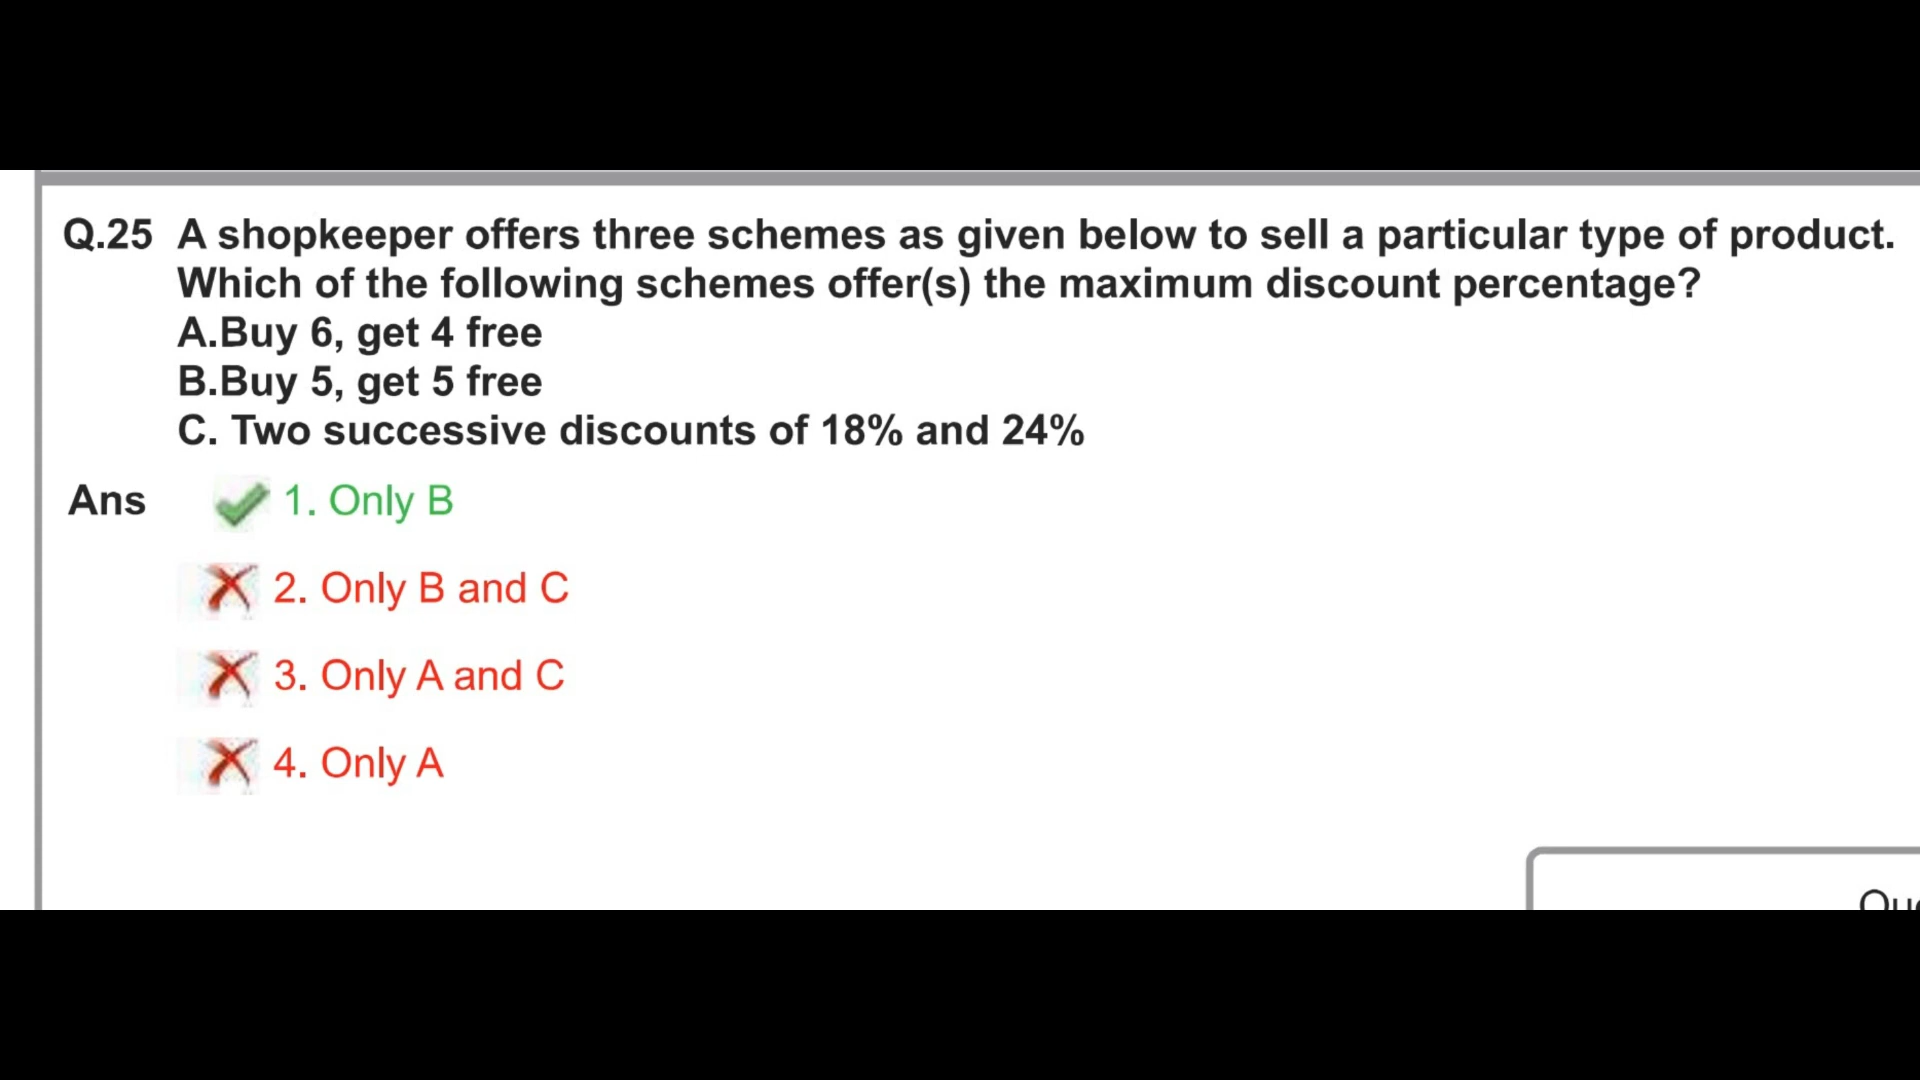 Q.25 A shopkeeper offers three schemes as given below to sell a particular type of product.
Which of the following schemes offer(s) the maximum discount percentage?
A.Buy 6, get 4 free
B.Buy 5, get 5 free
C. Two successive discounts of 18% and 24%
Ans 1. Only B
2. Only B and C
3. Only A and C
4. Only A